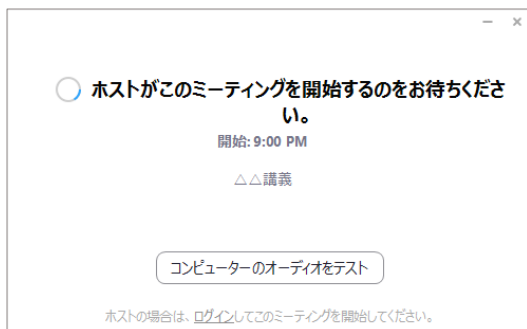 ホストがこのミーティングを開始するのをお待ちくださ
い。
開始: 9:00 PM
△△講義
コンピューターのオーディオをテスト
ホストの場合は、ログインしてこのミーティングを開始してください。